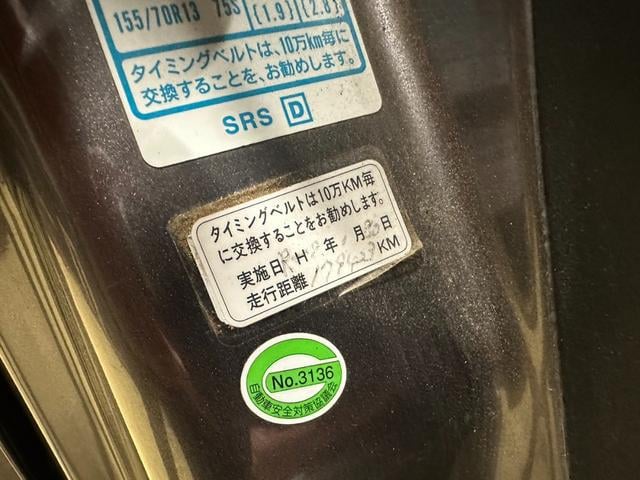 155/70R13 75S (1.9) (2.8)
タイミングベルトは、10万km毎に
交換することを、お勧めします。
SRS D
タイミングベルトは10万KM毎
に交換することをお勧めします。
実施日 H 年 月 30 日
走行距離 KM
No.3136
自動車安全対策協議会